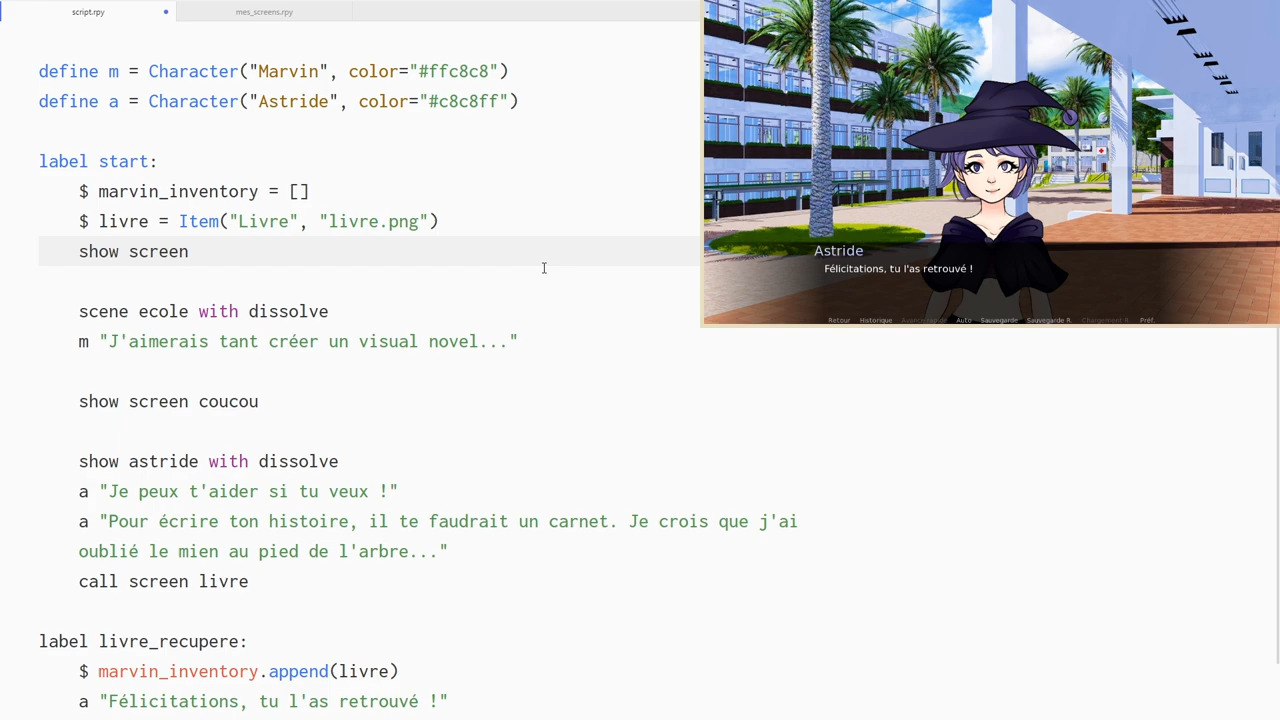 script.rpy
mes_screens.rpy
define m = Character("Marvin", color="#ffc8c8")
define a = Character("Astride", color="#c8c8ff")
label start:
$ marvin_inventory = []
$ livre = Item("Livre", "livre.png")
show screen
scene ecole with dissolve
m "J'aimerais tant créer un visual novel..."
show screen coucou
show astride with dissolve
a "Je peux t'aider si tu veux !"
a "Pour écrire ton histoire, il te faudrait un carnet. Je crois que j'ai
oublié le mien au pied de l'arbre..."
call screen livre
label livre_recupere:
$ marvin_inventory.append(livre)
a "Félicitations, tu l'as retrouvé !"
Astride
Félicitations, tu l'as retrouvé !
Retour Historique Avance rapide Auto Sauvegarde Sauvegarde R. Chargement R. Préf.